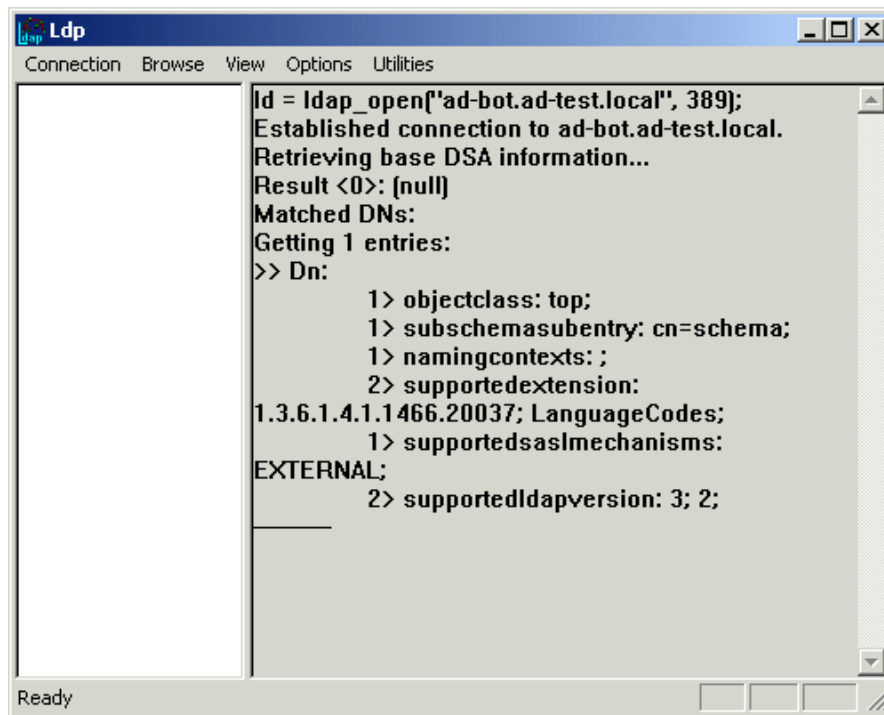 Ldp
Connection Browse View Options Utilities
ld = ldap_open("ad-bot.ad-test.local", 389);
Established connection to ad-bot.ad-test.local.
Retrieving base DSA information...
Result <0>: (null)
Matched DNs:
Getting 1 entries:
>> Dn:
1> objectclass: top;
1> subschemasubentry: cn=schema;
1> namingcontexts: ;
2> supportedextension:
1.3.6.1.4.1.1466.20037; LanguageCodes;
1> supportedsaslmechanisms:
EXTERNAL;
2> supportedldapversion: 3; 2;
Ready